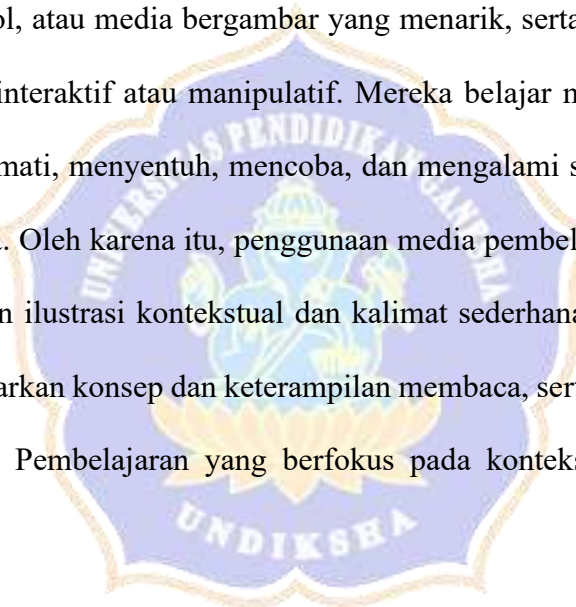 ol, atau media bergambar yang menarik, serta
interaktif atau manipulatif. Mereka belajar m
mati, menyentuh, mencoba, dan mengalami s
. Oleh karena itu, penggunaan media pembel
n ilustrasi kontekstual dan kalimat sederhana
arkan konsep dan keterampilan membaca, ser
Pembelajaran yang berfokus pada konteks
UNIVERSITAS PENDIDIKAN GANESHA
UNDIKSHA